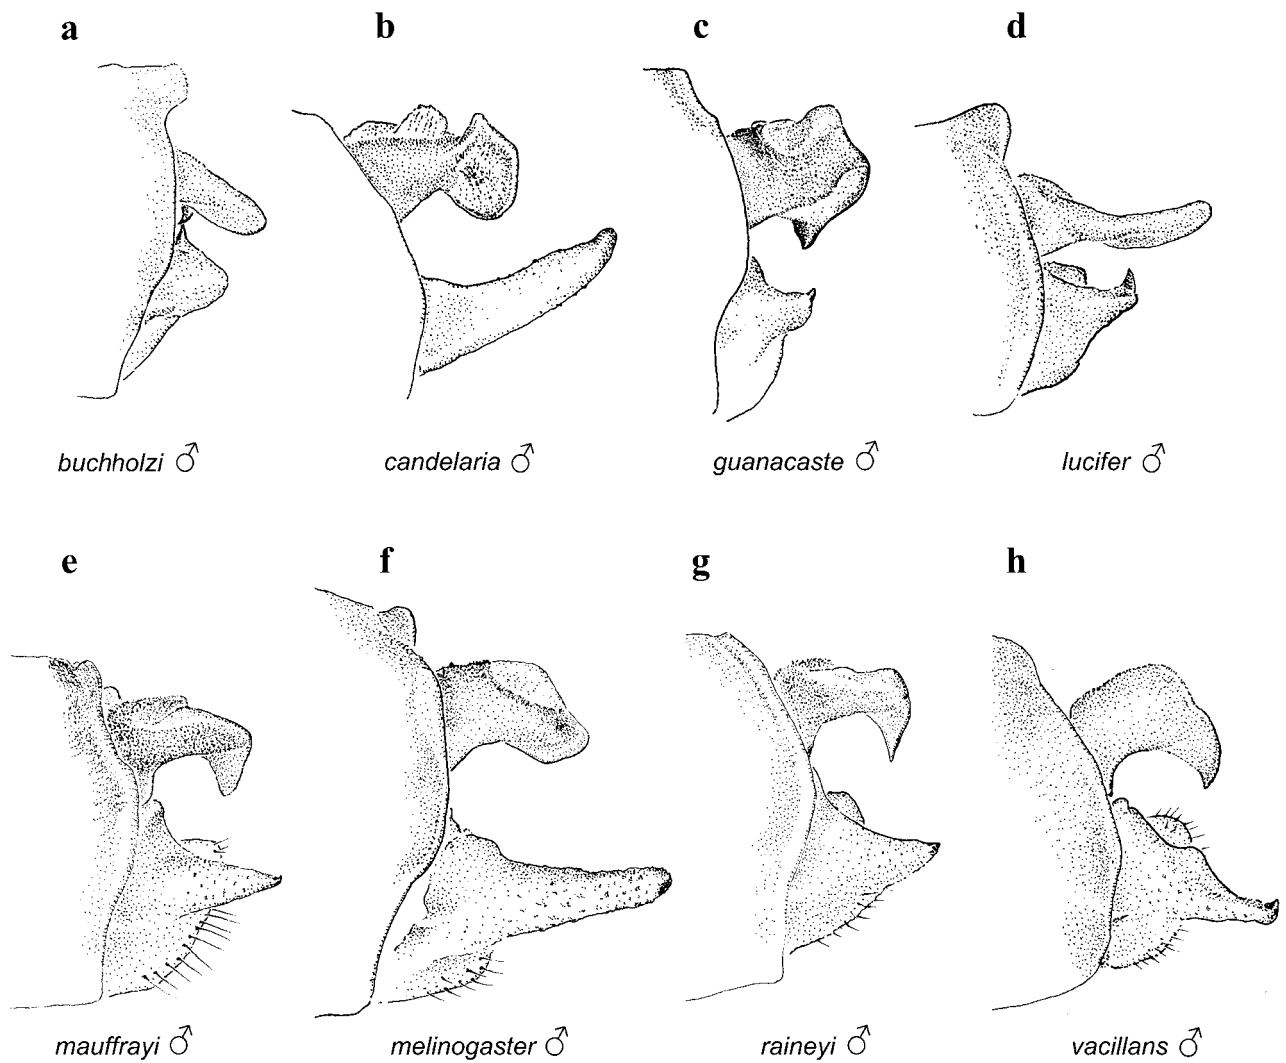 a b c d
buchholzi ♂ candelaria ♂ guanacaste ♂ lucifer ♂
e f g h
mauffrayi ♂ melinogaster ♂ raineyi ♂ vacillans ♂